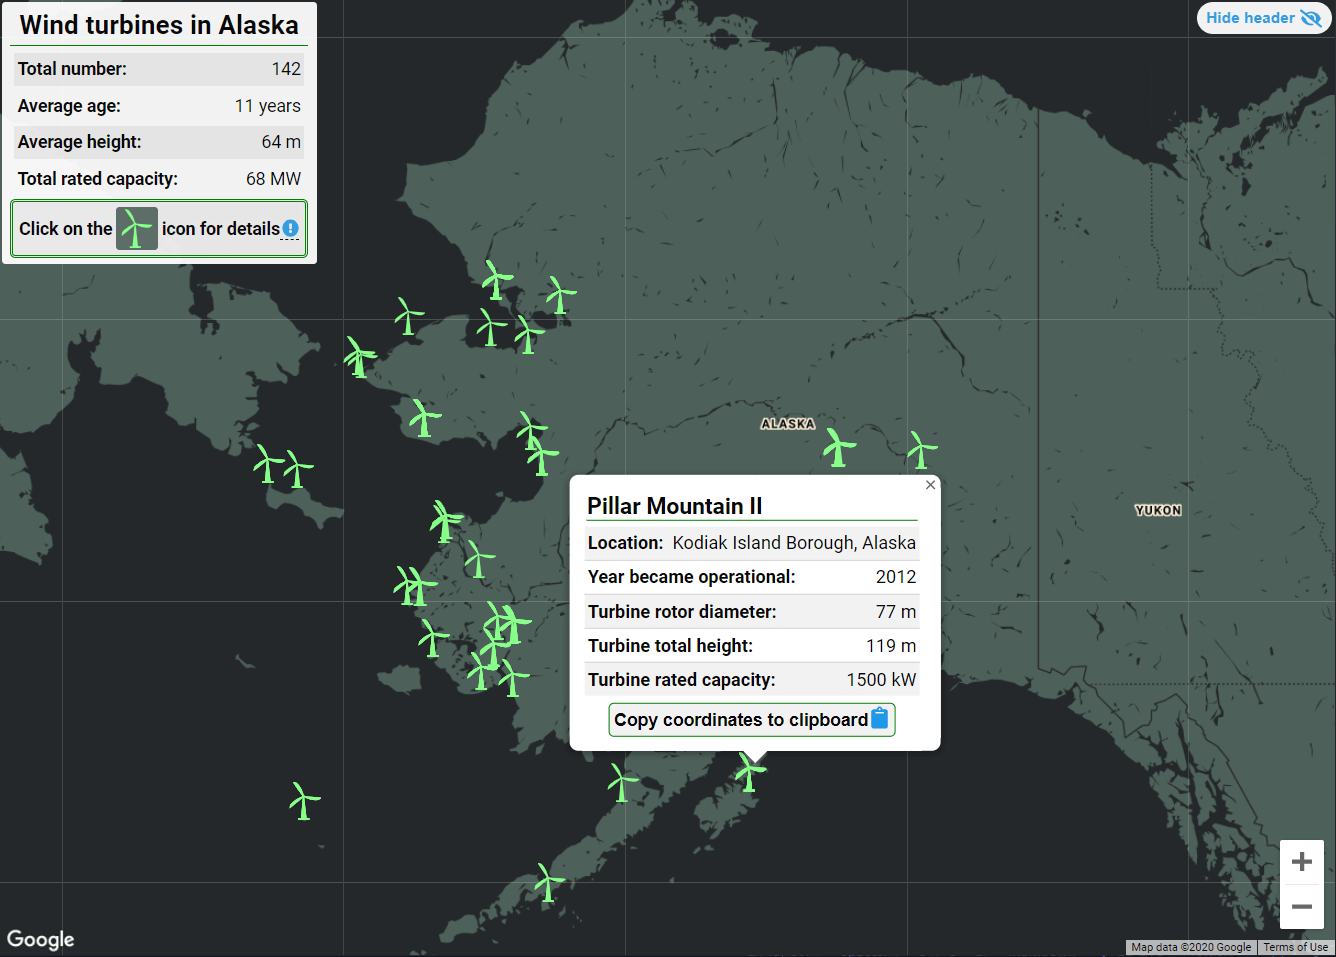 Wind turbines in Alaska
Total number: 142
Average age: 11 years
Average height: 64 m
Total rated capacity: 68 MW
Click on the icon for details
Hide header
ALASKA
YUKON
Pillar Mountain II
Location: Kodiak Island Borough, Alaska
Year became operational: 2012
Turbine rotor diameter: 77 m
Turbine total height: 119 m
Turbine rated capacity: 1500 kW
Copy coordinates to clipboard
Google
Map data ©2020 Google Terms of Use